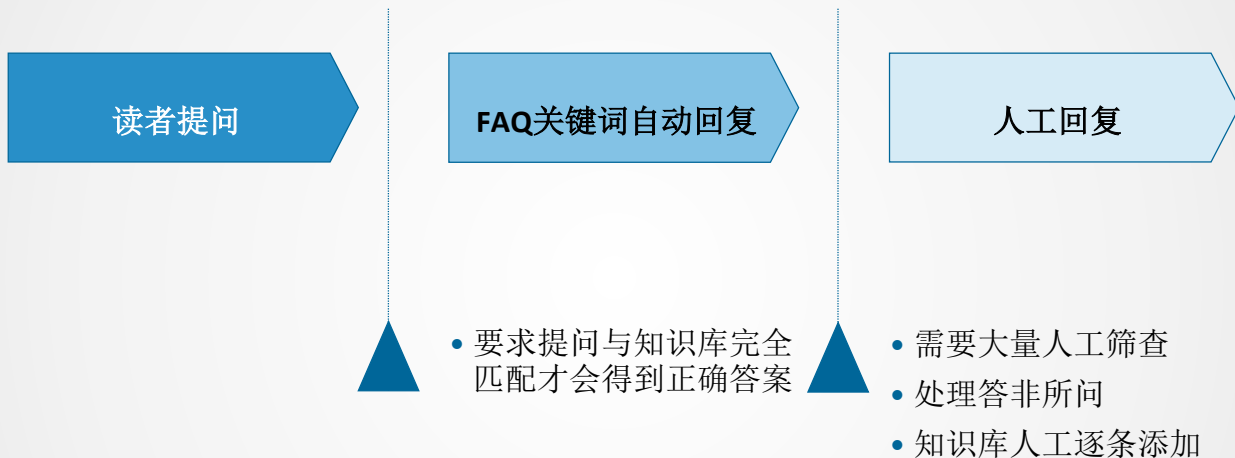 读者提问
FAQ关键词自动回复
人工回复
• 要求提问与知识库完全
匹配才会得到正确答案
• 需要大量人工筛查
• 处理答非所问
• 知识库人工逐条添加